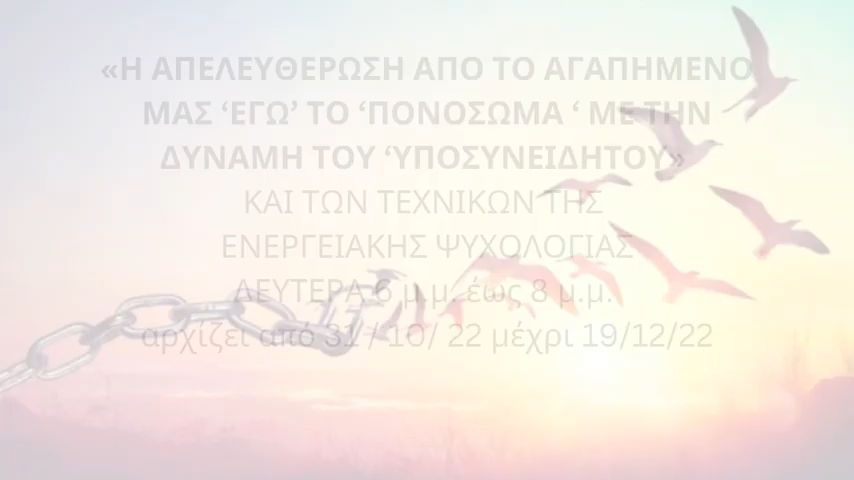 «Η ΑΠΕΛΕΥΘΕΡΩΣΗ ΑΠΟ ΤΟ ΑΓΑΠΗΜΕΝΟ
ΜΑΣ ‘ΕΓΩ’ ΤΟ ‘ΠΟΝΟΣΩΜΑ ‘ ΜΕ ΤΗΝ
ΔΥΝΑΜΗ ΤΟΥ ‘ΥΠΟΣΥΝΕΙΔΗΤΟΥ»
ΚΑΙ ΤΩΝ ΤΕΧΝΙΚΩΝ ΤΗΣ
ΕΝΕΡΓΕΙΑΚΗΣ ΨΥΧΟΛΟΓΙΑΣ
ΔΕΥΤΕΡΑ 6 μ.μ. έως 8 μ.μ.
αρχίζει από 31 / 10/ 22 μέχρι 19/12/22